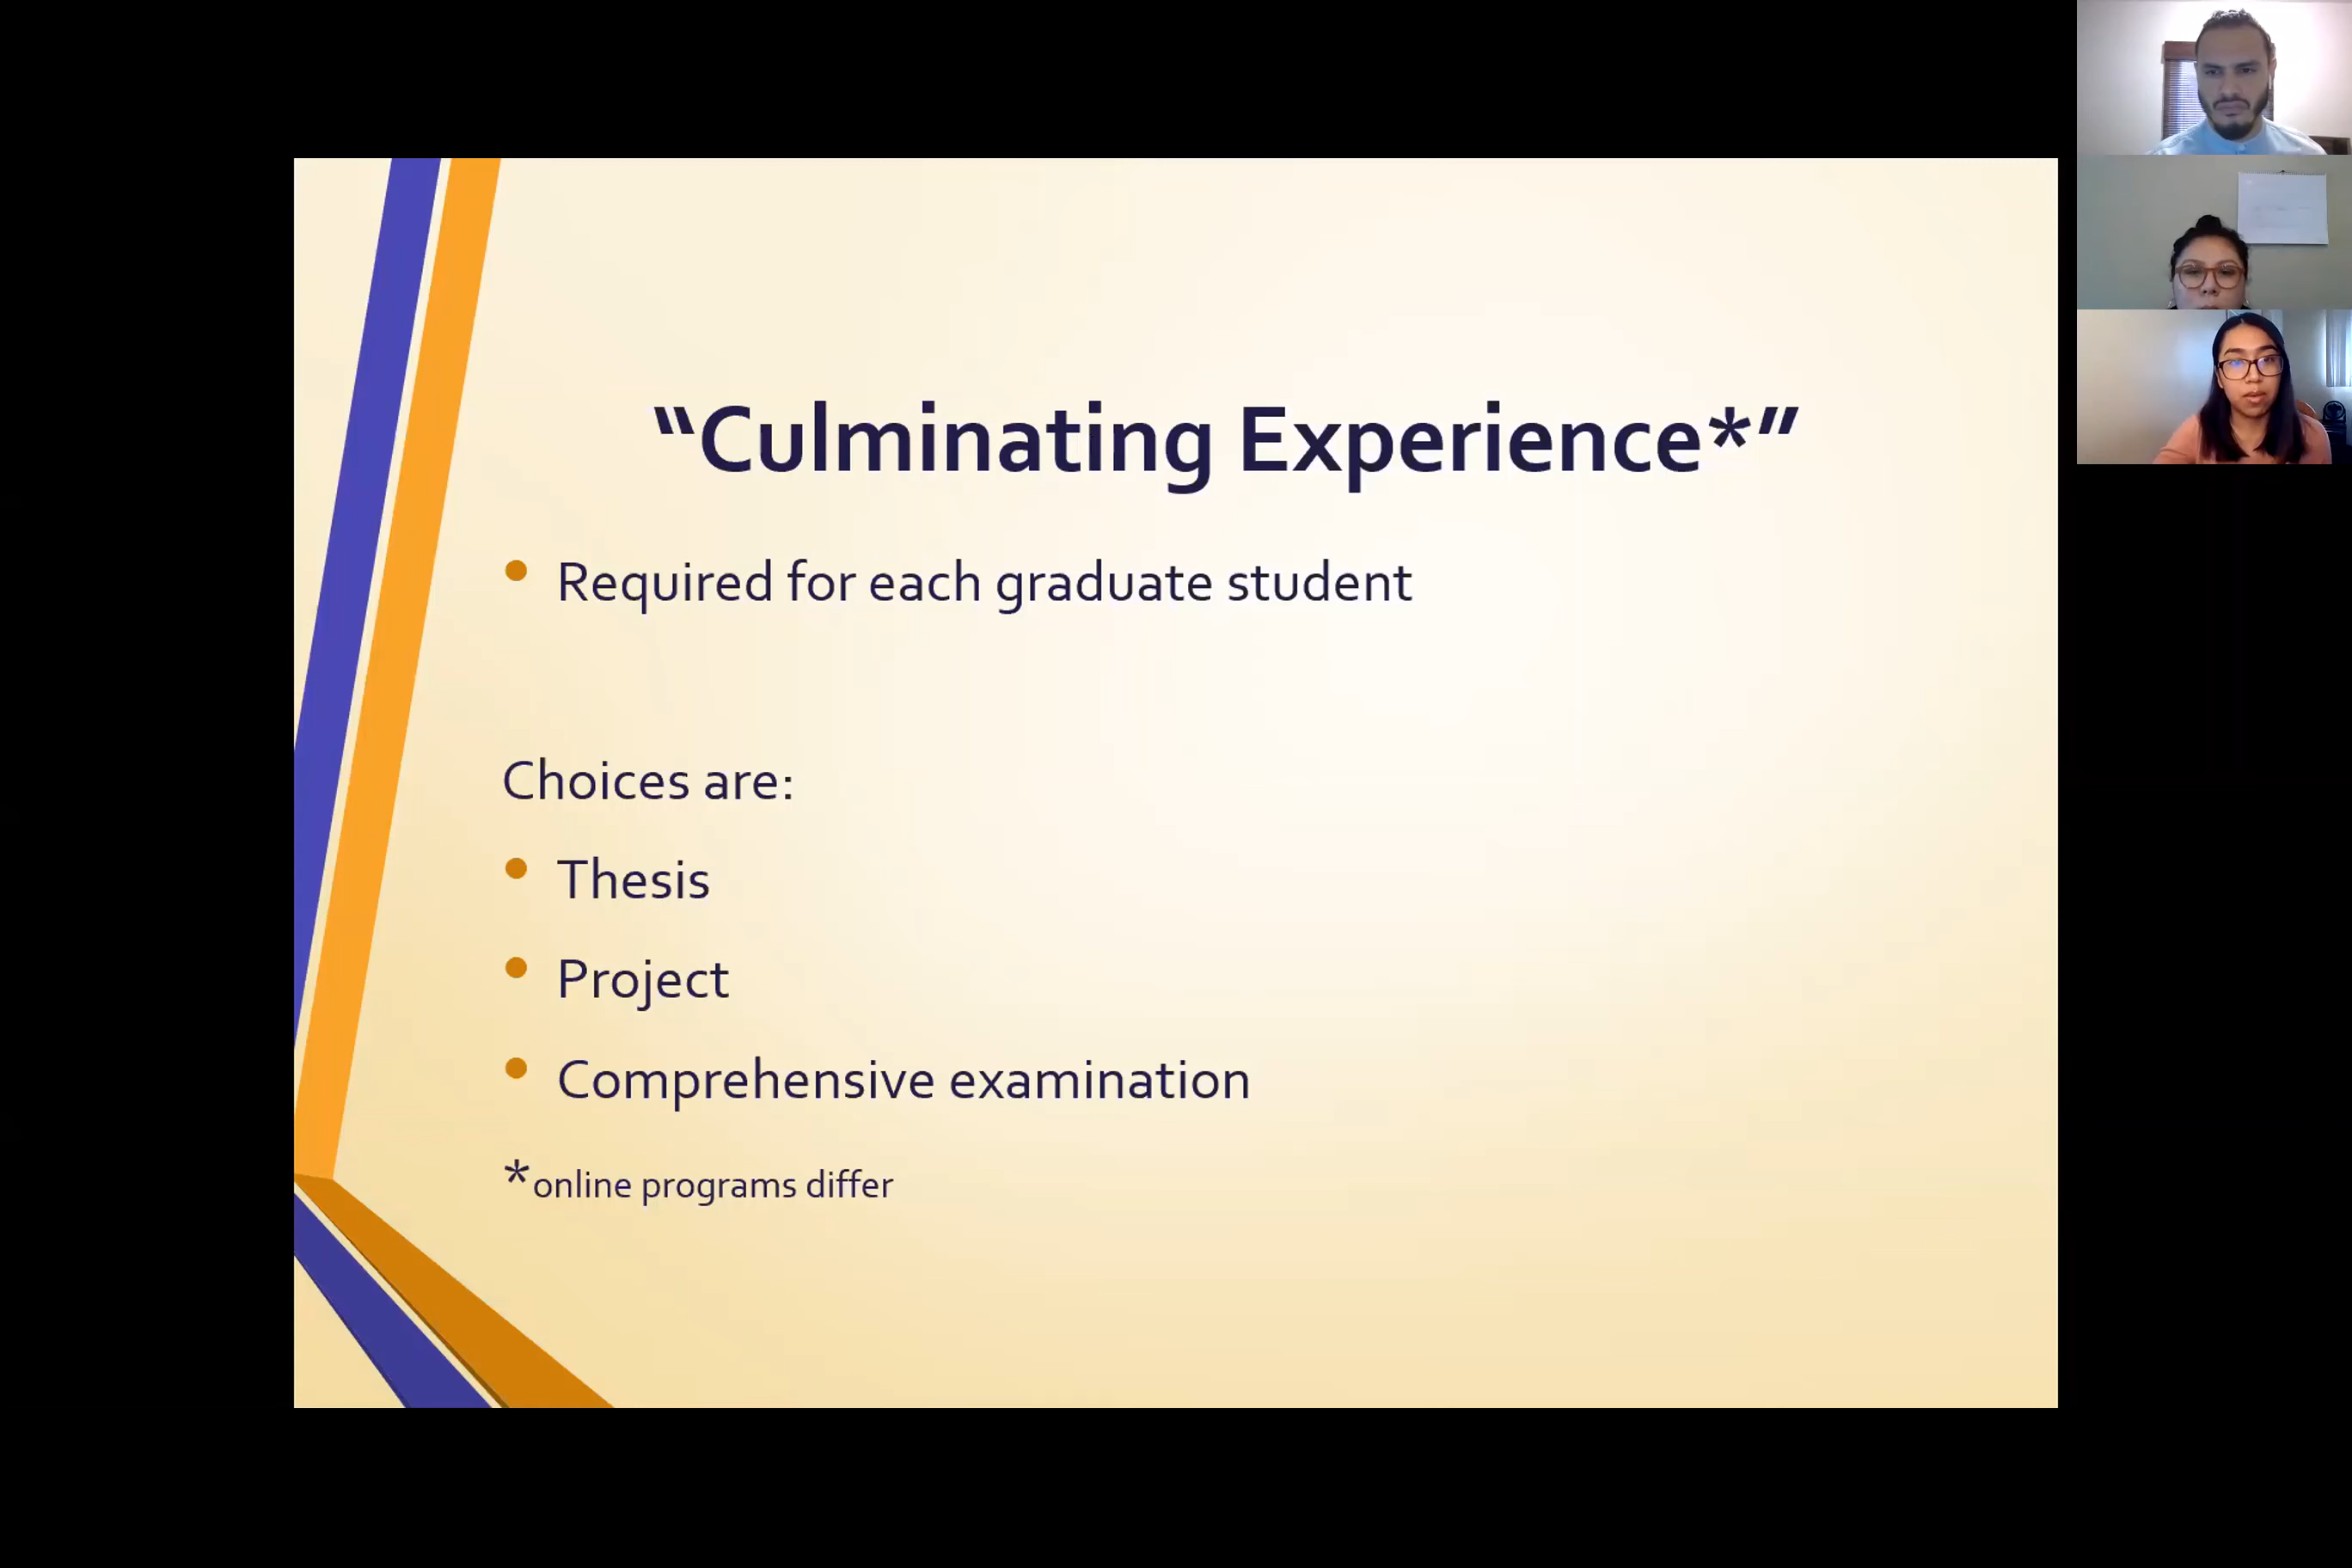 “Culminating Experience*”
• Required for each graduate student
Choices are:
• Thesis
• Project
• Comprehensive examination
*online programs differ